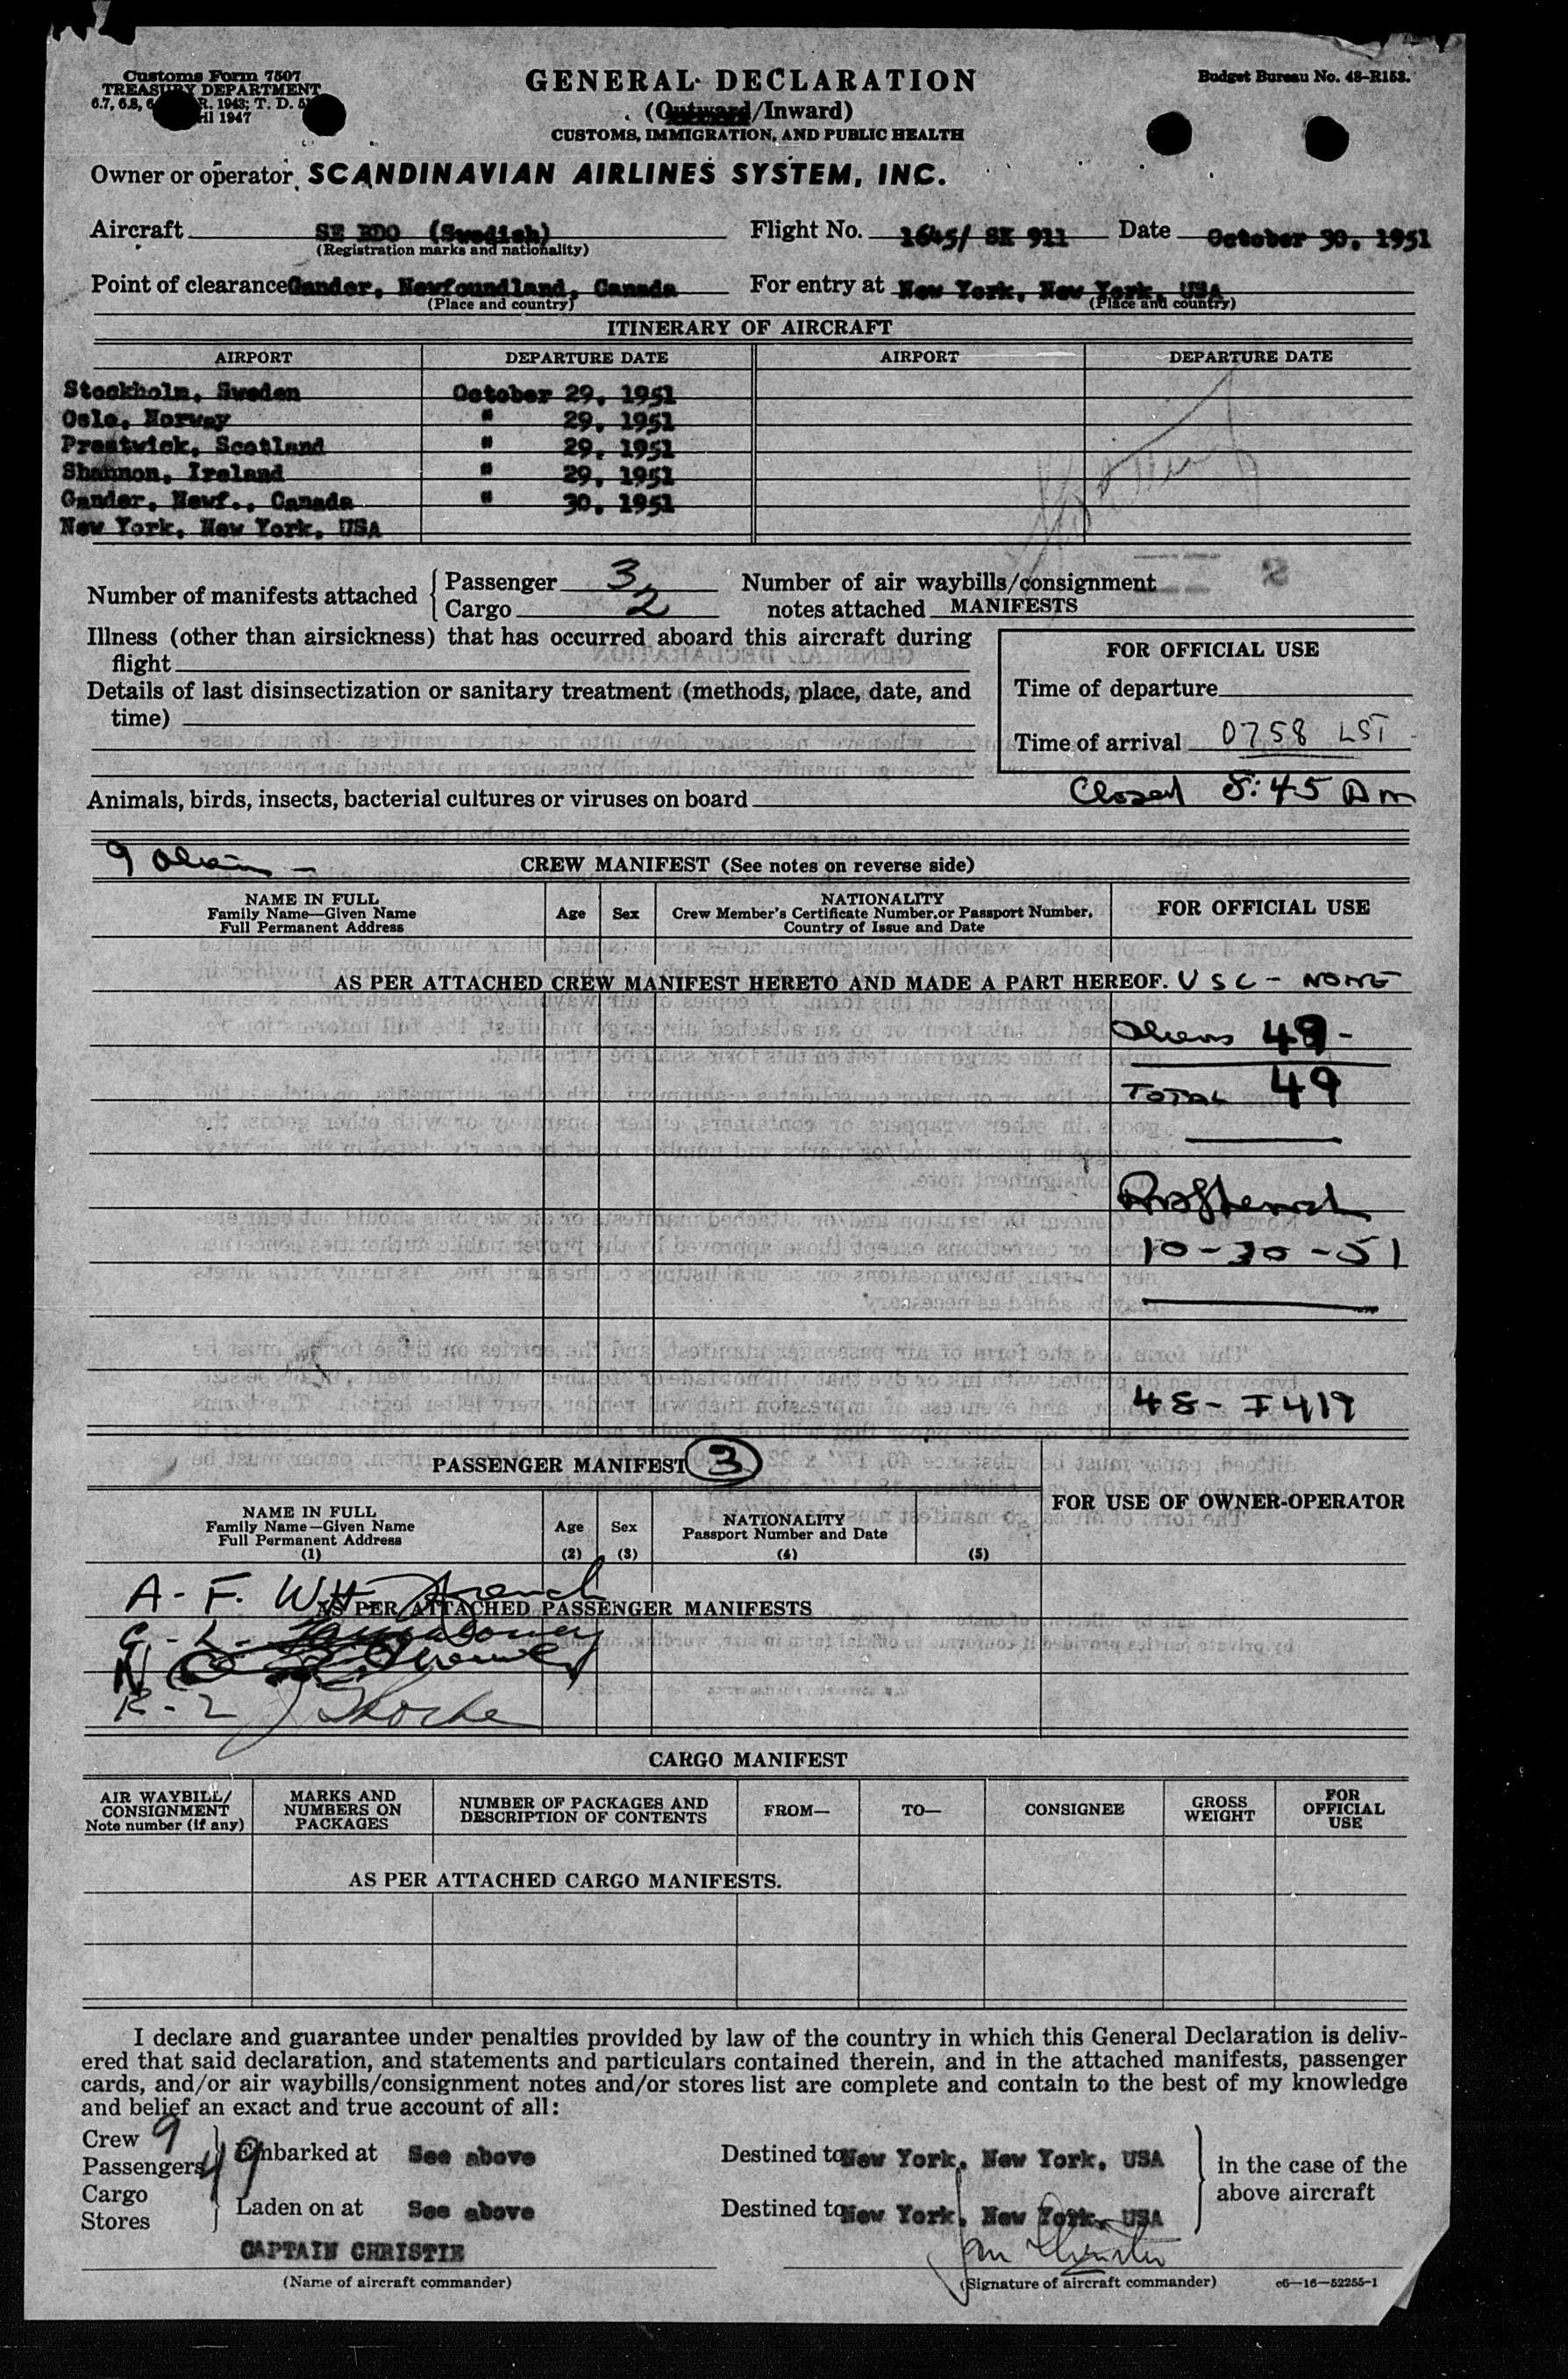 Customs Form 7507
TREASURY DEPARTMENT
GENERAL DECLARATION
Budget Bureau No. 48-R153.
(Outward/Inward)
CUSTOMS, IMMIGRATION, AND PUBLIC HEALTH
Owner or operator SCANDINAVIAN AIRLINES SYSTEM, INC.
Aircraft SE BDO (Swedish) Flight No. 1645/ SK 911 Date October 30, 1951
(Registration marks and nationality)
Point of clearance Gander, Newfoundland, Canada For entry at New York, New York, USA
(Place and country) (Place and country)
ITINERARY OF AIRCRAFT
AIRPORT DEPARTURE DATE AIRPORT DEPARTURE DATE
Stockholm, Sweden October 29, 1951
Oslo, Norway " 29, 1951
Prestwick, Scotland " 29, 1951
Shannon, Ireland " 29, 1951
Gander, Newf., Canada " 30, 1951
New York, New York, USA
Number of manifests attached { Passenger 3 Number of air waybills/consignment
Cargo 2 notes attached MANIFESTS
Illness (other than airsickness) that has occurred aboard this aircraft during
flight
FOR OFFICIAL USE
Details of last disinsectization or sanitary treatment (methods, place, date, and
time)
Time of departure
Time of arrival 0758 LST
Animals, birds, insects, bacterial cultures or viruses on board
Closed 8:45 AM
9
CREW MANIFEST (See notes on reverse side)
NAME IN FULL
Family Name—Given Name
Full Permanent Address
Age
Sex
NATIONALITY
Crew Member's Certificate Number, or Passport Number,
Country of Issue and Date
FOR OFFICIAL USE
AS PER ATTACHED CREW MANIFEST HERETO AND MADE A PART HEREOF. USC - NONE
Aliens 49 -
TOTAL 49
10-30-51
48- I 419
PASSENGER MANIFEST 3
FOR USE OF OWNER-OPERATOR
NAME IN FULL
Family Name—Given Name
Full Permanent Address
(1)
Age
(2)
Sex
(3)
NATIONALITY
Passport Number and Date
(4)
(5)
A - F.
AS PER ATTACHED PASSENGER MANIFESTS
G - L -
R - Z
CARGO MANIFEST
AIR WAYBILL/
CONSIGNMENT
Note number (if any)
MARKS AND
NUMBERS ON
PACKAGES
NUMBER OF PACKAGES AND
DESCRIPTION OF CONTENTS
FROM—
TO—
CONSIGNEE
GROSS
WEIGHT
FOR
OFFICIAL
USE
AS PER ATTACHED CARGO MANIFESTS.
I declare and guarantee under penalties provided by law of the country in which this General Declaration is deliv-
ered that said declaration, and statements and particulars contained therein, and in the attached manifests, passenger
cards, and/or air waybills/consignment notes and/or stores list are complete and contain to the best of my knowledge
and belief an exact and true account of all:
Crew 9
Passengers 49 Embarked at See above Destined to New York, New York, USA
Cargo
Stores Laden on at See above Destined to New York, New York, USA
in the case of the
above aircraft
CAPTAIN CHRISTIE
(Name of aircraft commander) (Signature of aircraft commander) c6—16—52255-1